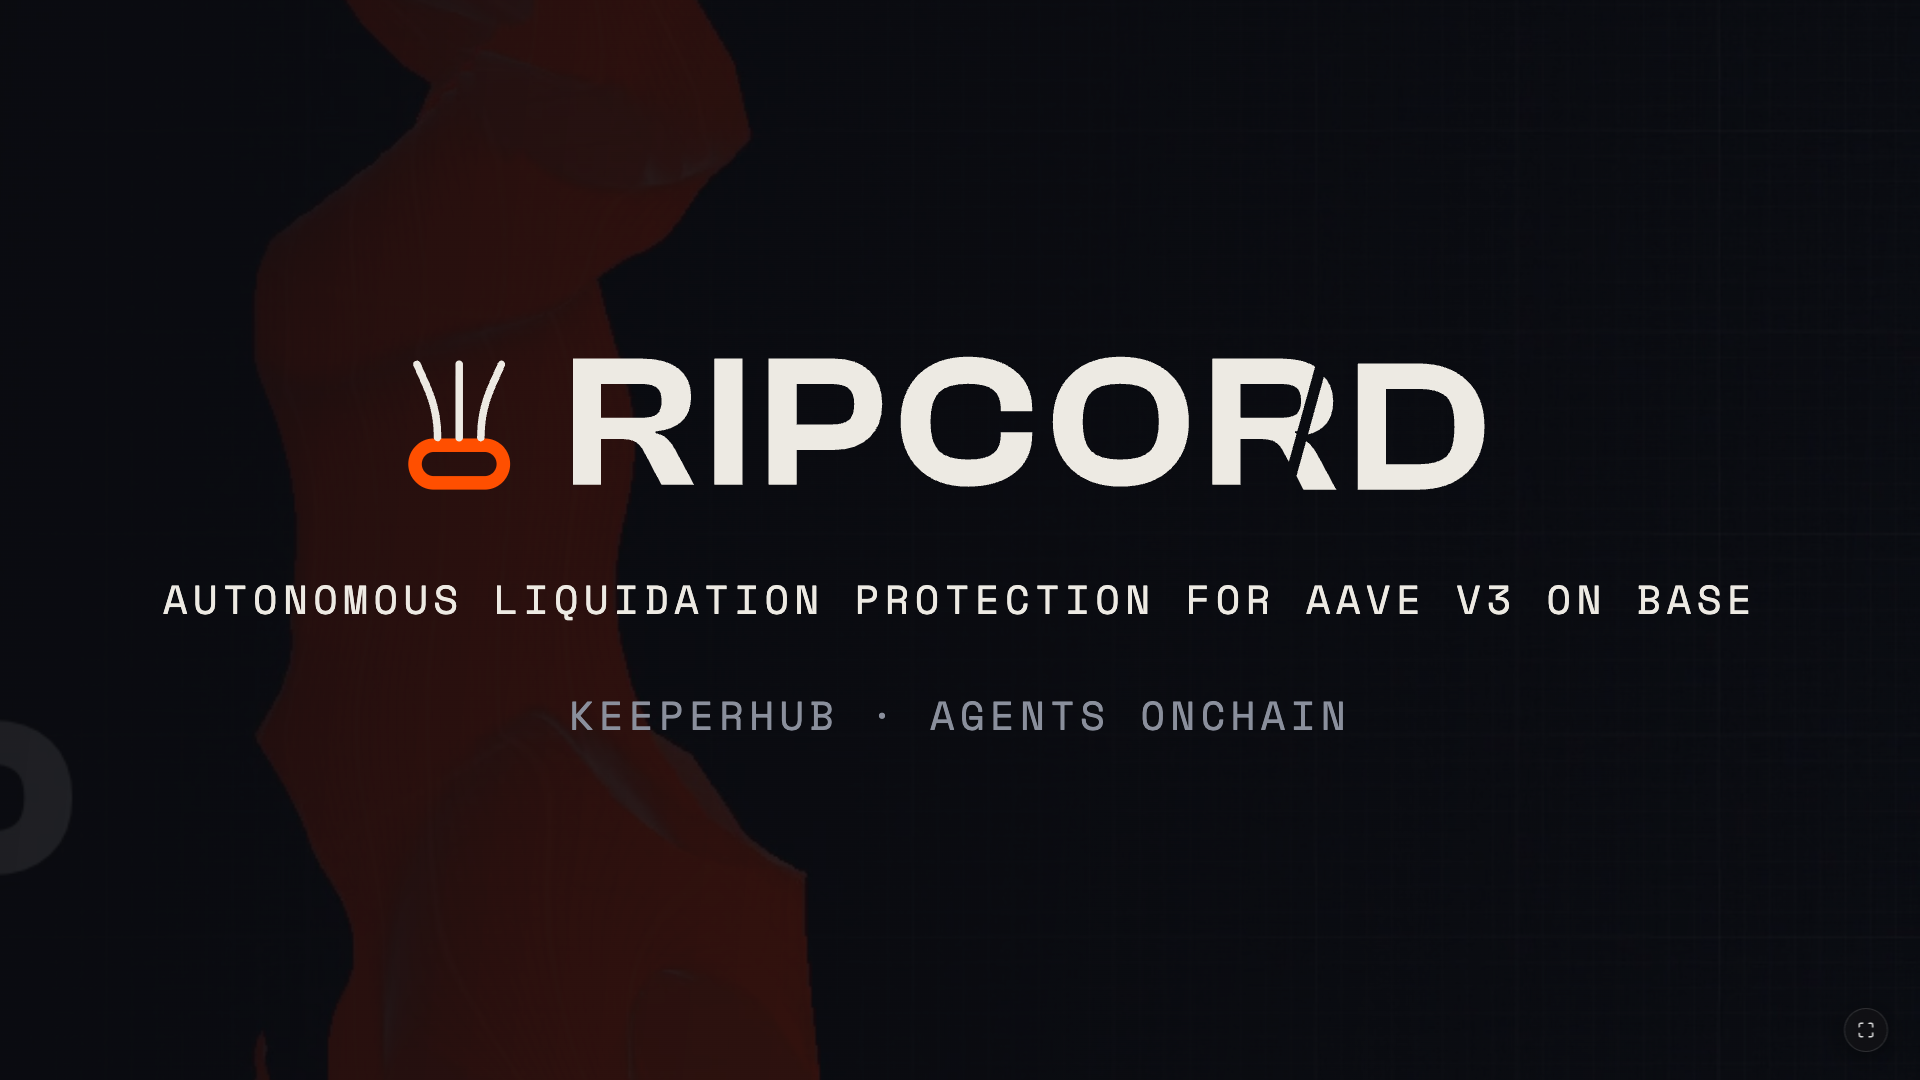 RIPCORD
AUTONOMOUS LIQUIDATION PROTECTION FOR AAVE V3 ON BASE
KEEPERHUB · AGENTS ONCHAIN